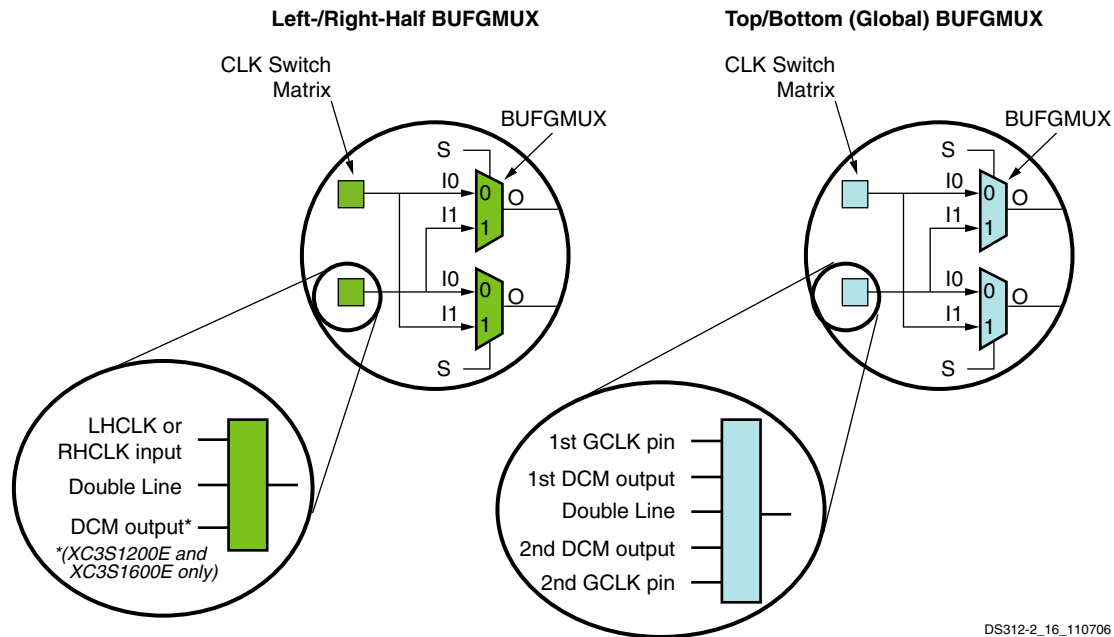 Left-/Right-Half BUFGMUX
CLK Switch
Matrix
BUFGMUX
S
I0
0
O
I1
1
I0
0
O
I1
1
S
LHCLK or
RHCLK input
Double Line
DCM output*
*(XC3S1200E and
XC3S1600E only)
Top/Bottom (Global) BUFGMUX
CLK Switch
Matrix
BUFGMUX
S
I0
0
O
I1
1
I0
0
O
I1
1
S
1st GCLK pin
1st DCM output
Double Line
2nd DCM output
2nd GCLK pin
DS312-2_16_110706